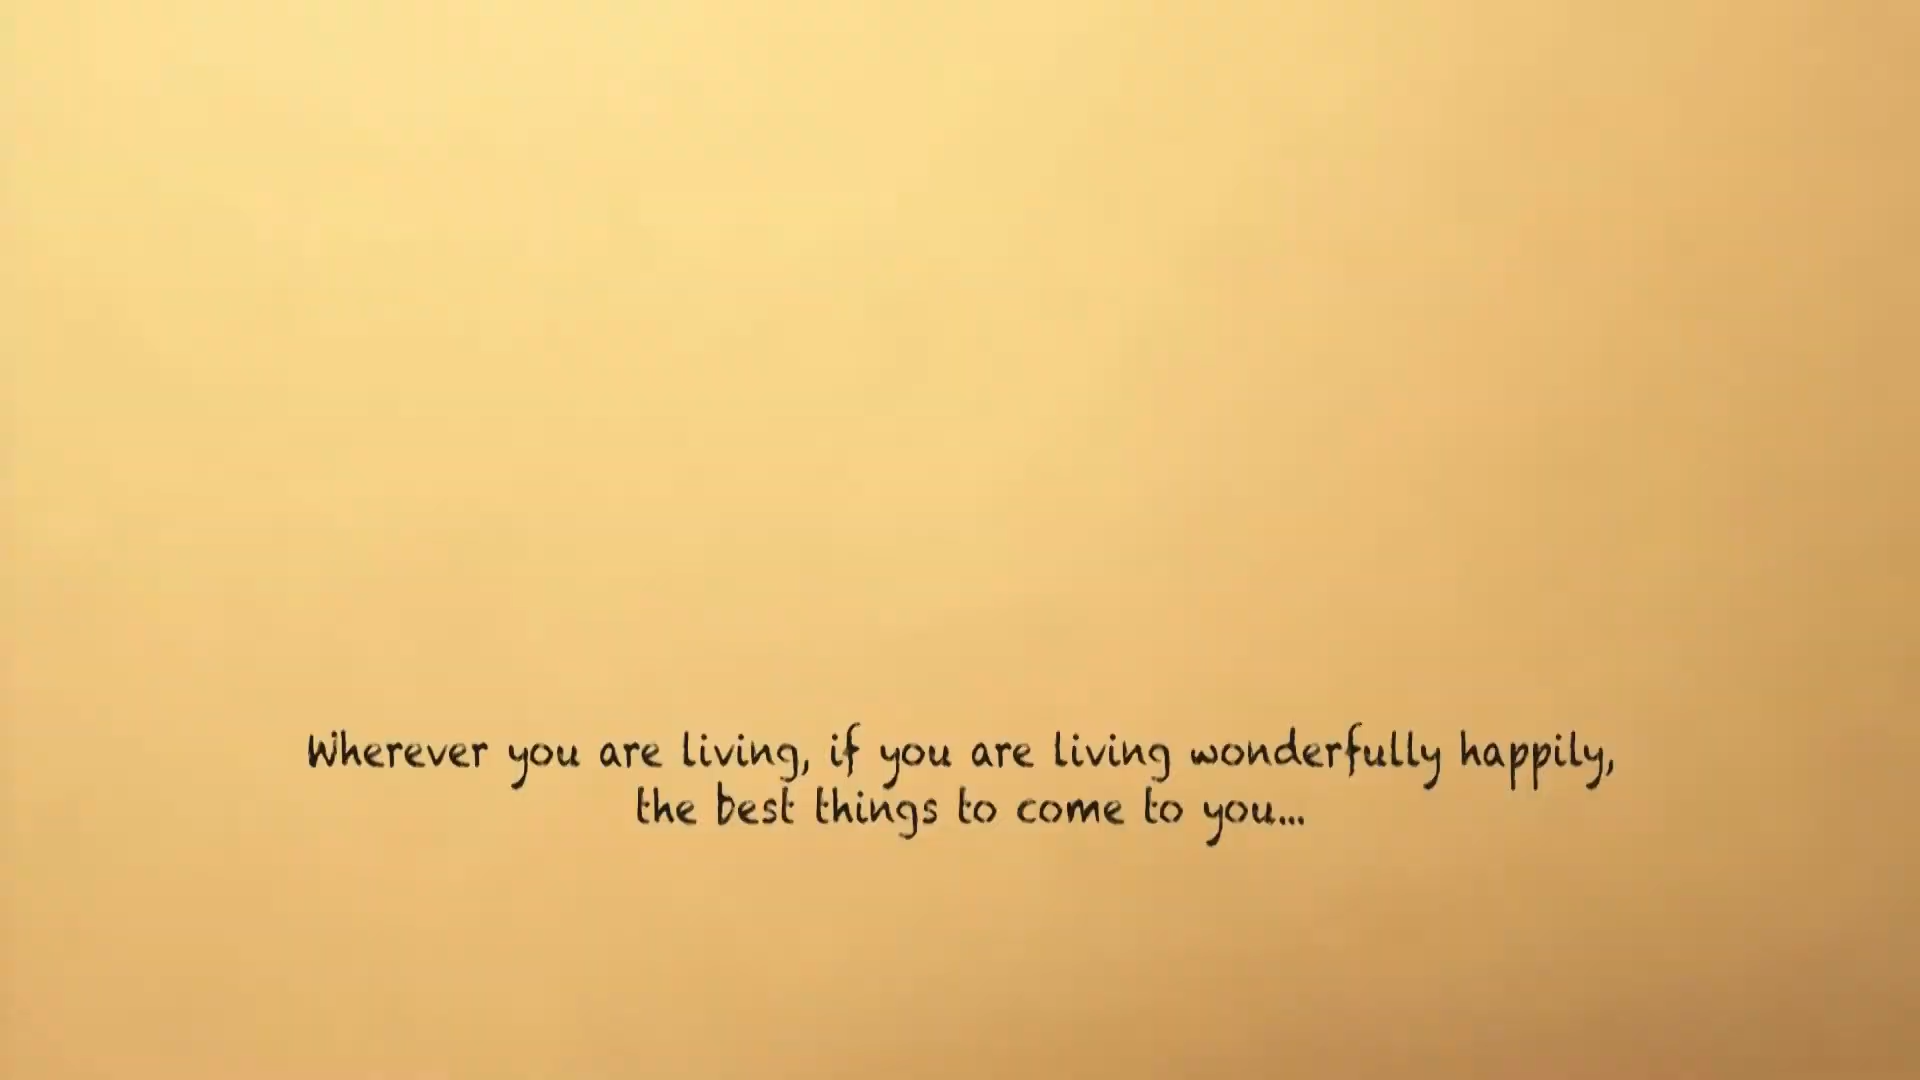 Wherever you are living, if you are living wonderfully happily,
the best things to come to you...